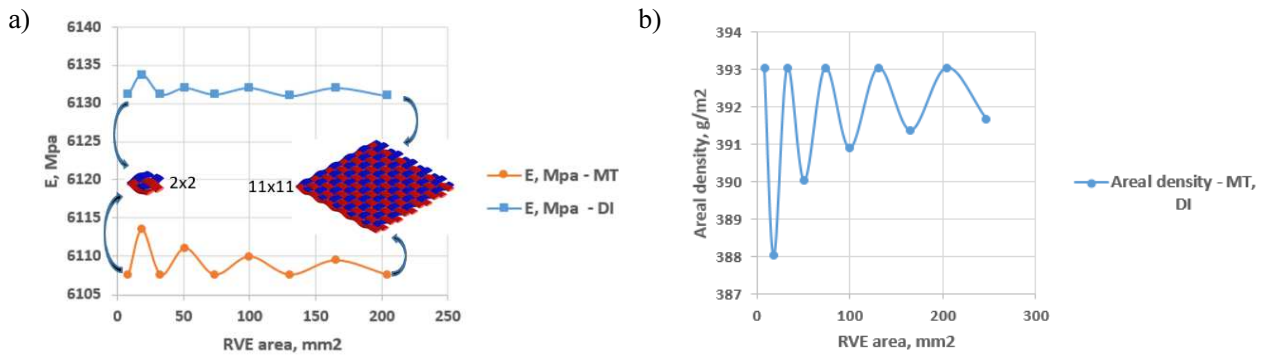 a)
6140
6135
6130
6125
6120
6115
6110
6105
E, Mpa
0
50
100
150
200
250
RVE area, mm2
2x2
11x11
E, Mpa - MT
E, Mpa - DI
b)
394
393
392
391
390
389
388
387
Areal density, g/m2
0
100
200
300
RVE area, mm2
Areal density - MT,
DI